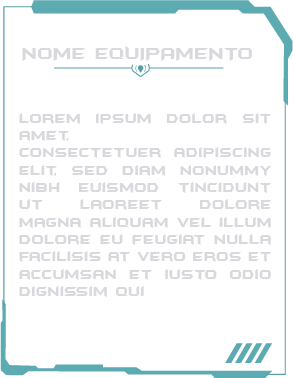 NOME EQUIPAMENTO
LOREM IPSUM DOLOR SIT
AMET,
CONSECTETUER ADIPISCING
ELIT, SED DIAM NONUMMY
NIBH EUISMOD TINCIDUNT
UT LAOREET DOLORE
MAGNA ALIQUAM VEL ILLUM
DOLORE EU FEUGIAT NULLA
FACILISIS AT VERO EROS ET
ACCUMSAN ET IUSTO ODIO
DIGNISSIM QUI